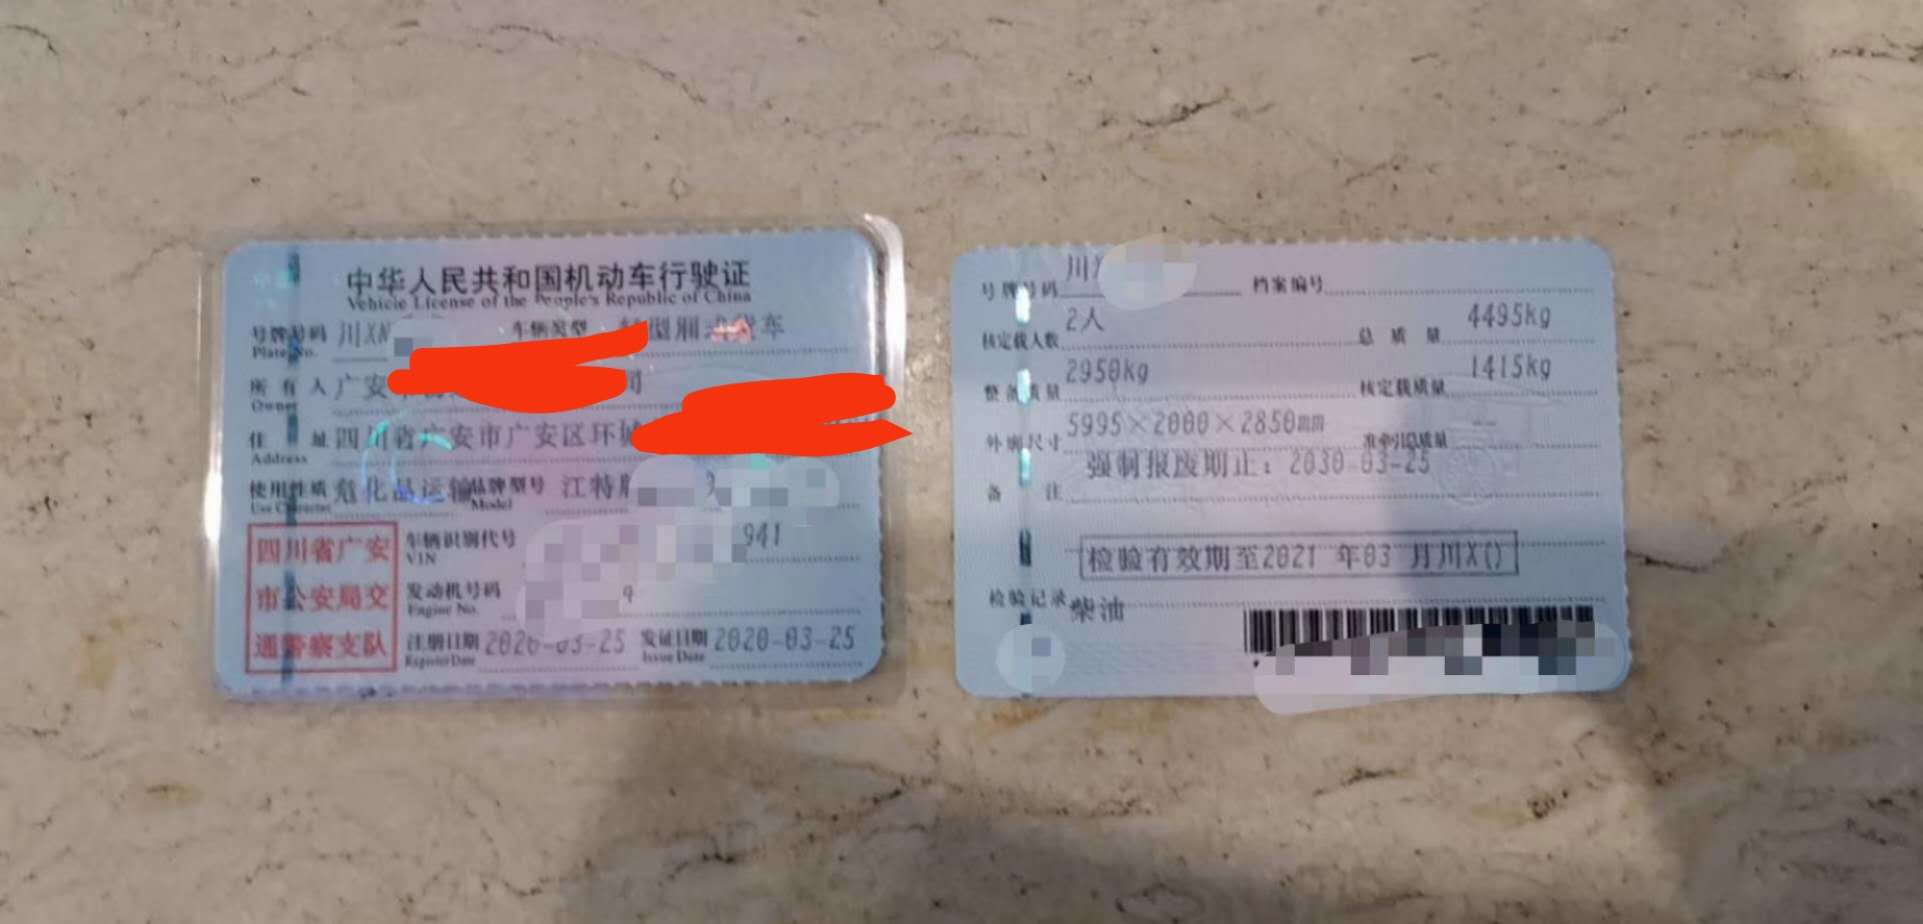 中华人民共和国机动车行驶证
Vehicle License of the People's Republic of China
号牌号码 川X 车辆类型 型厢式货车
Plate No.
所有人 广安 司
Owner
住址 四川省广安市广安区环城
Address
使用性质 危化品运输 品牌型号 江特牌
Use Character Model
四川省广安
市公安局交
通警察支队
车辆识别代号 941
VIN
发动机号码 9
Engine No.
注册日期 2020-03-25 发证日期 2020-03-25
Register Date Issue Date
号牌号码 川X 档案编号
核定载人数 2人 总质量 4495kg
整备质量 2950kg 核定载质量 1415kg
外廓尺寸 5995×2000×2850mm 准牵引总质量 --
备注 强制报废期止：2030-03-25
检验有效期至2021 年03 月川X()
检验记录
柴油